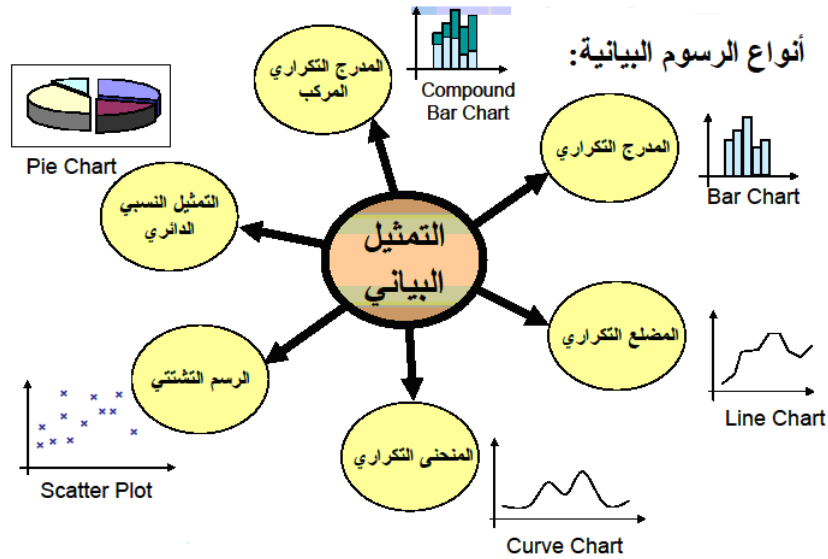 أنواع الرسوم البيانية:
المدرج التكراري
المركب
Compound
Bar Chart
المدرج التكراري
Bar Chart
Pie Chart
التمثيل النسبي
الدائري
التمثيل
البياني
المضلع التكراري
Line Chart
الرسم التشتتي
Scatter Plot
المنحنى التكراري
Curve Chart